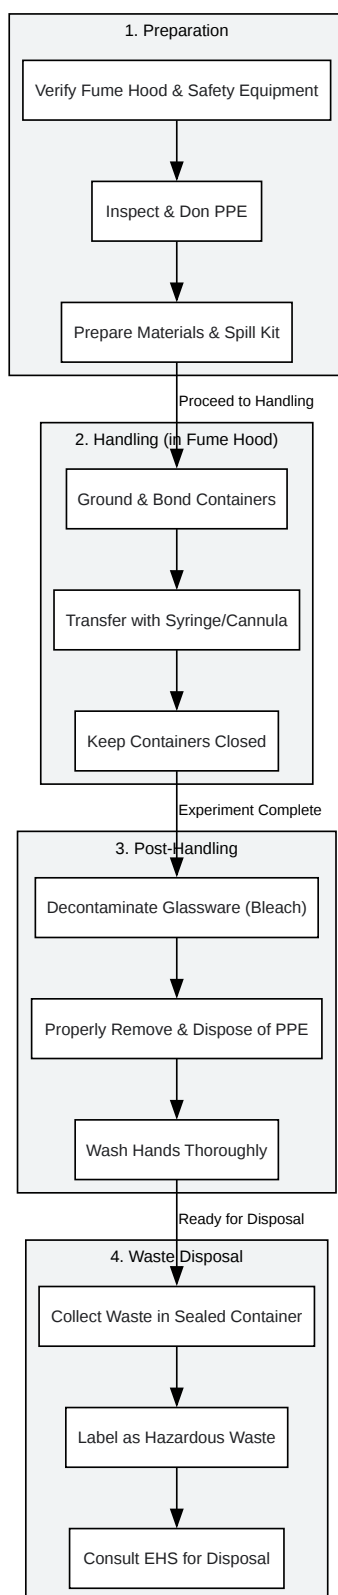 1. Preparation
Verify Fume Hood & Safety Equipment
Inspect & Don PPE
Prepare Materials & Spill Kit
Proceed to Handling
2. Handling (in Fume Hood)
Ground & Bond Containers
Transfer with Syringe/Cannula
Keep Containers Closed
Experiment Complete
3. Post-Handling
Decontaminate Glassware (Bleach)
Properly Remove & Dispose of PPE
Wash Hands Thoroughly
Ready for Disposal
4. Waste Disposal
Collect Waste in Sealed Container
Label as Hazardous Waste
Consult EHS for Disposal